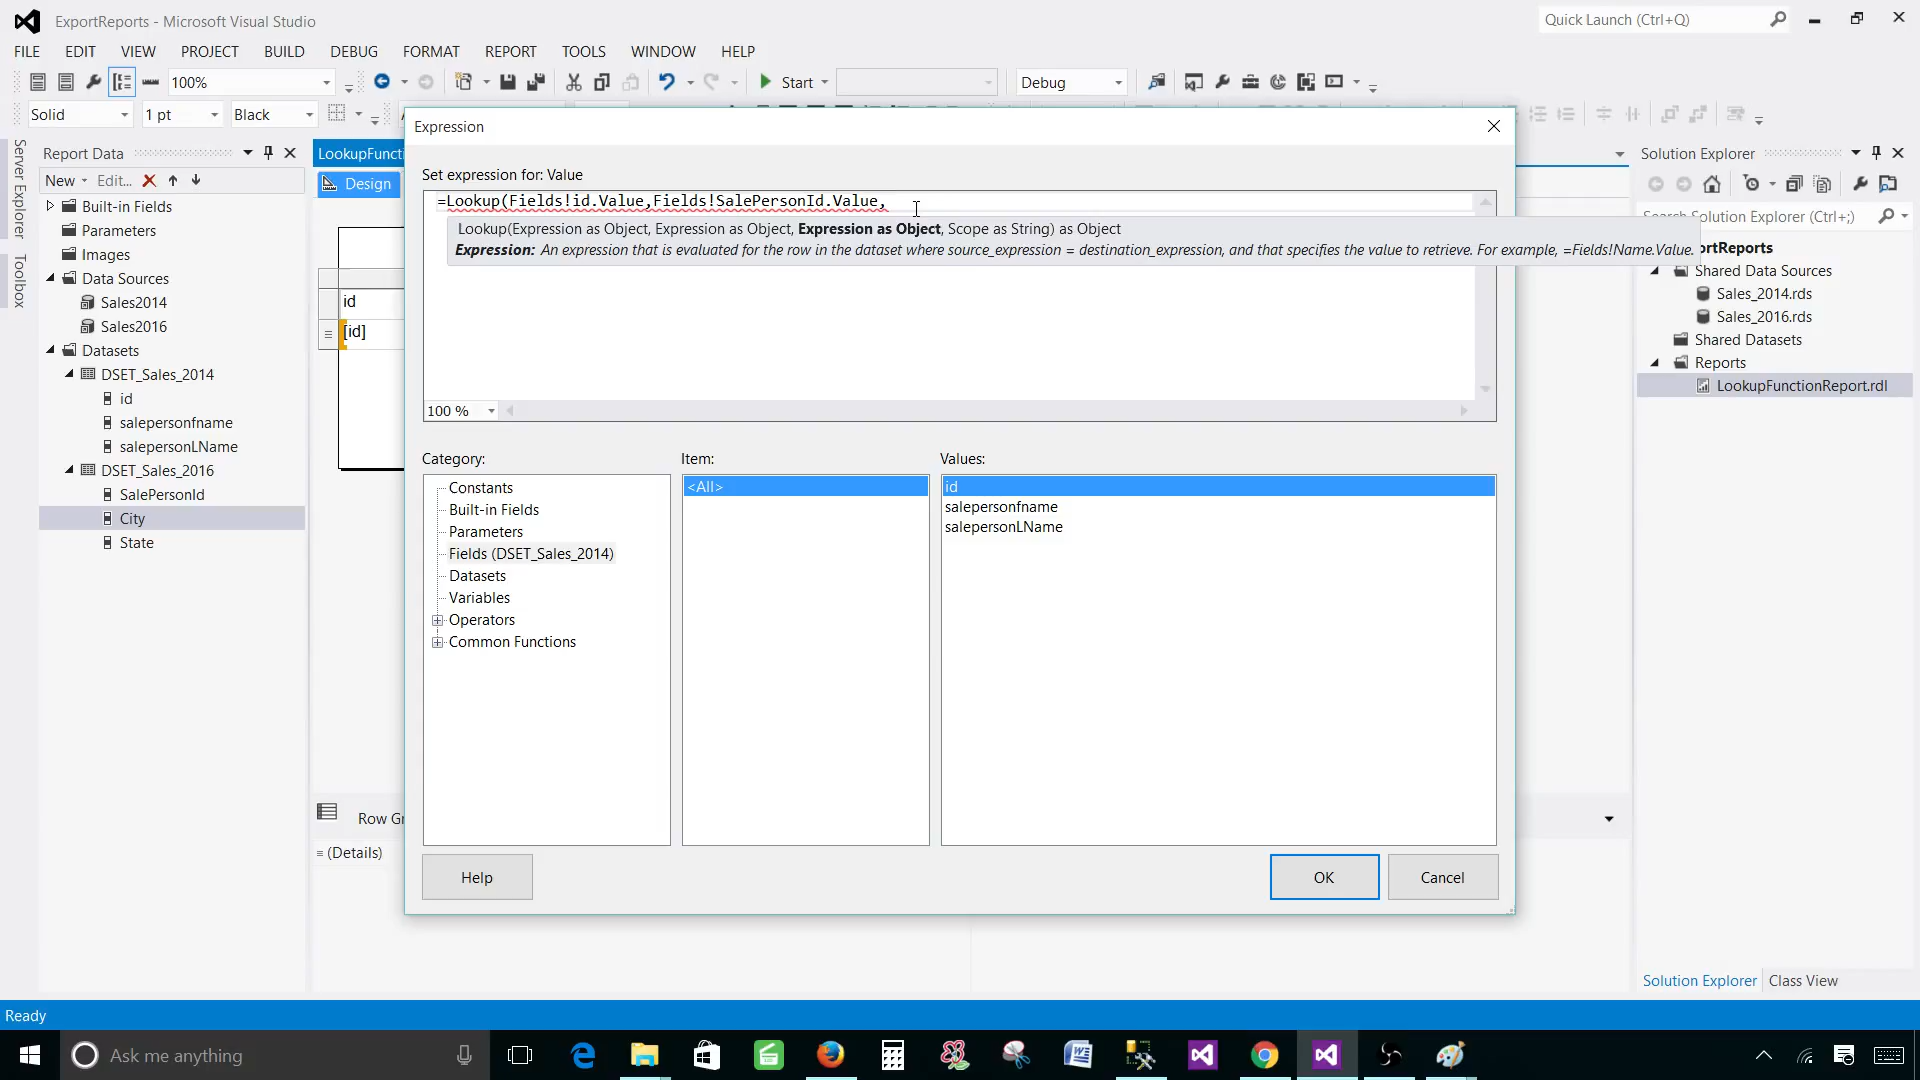 ExportReports - Microsoft Visual Studio
Quick Launch (Ctrl+Q)
FILE EDIT VIEW PROJECT BUILD DEBUG FORMAT REPORT TOOLS WINDOW HELP
100% Start Debug
Solid 1 pt Black
Server Explorer
Toolbox
Report Data
New Edit...
Built-in Fields
Parameters
Images
Data Sources
Sales2014
Sales2016
Datasets
DSET_Sales_2014
id
salepersonfname
salepersonLName
DSET_Sales_2016
SalePersonId
City
State
LookupFuncti
Design
id
[id]
Row Gr
(Details)
Expression
Set expression for: Value
=Lookup(Fields!id.Value,Fields!SalePersonId.Value,
Lookup(Expression as Object, Expression as Object, Expression as Object, Scope as String) as Object
Expression: An expression that is evaluated for the row in the dataset where source_expression = destination_expression, and that specifies the value to retrieve. For example, =Fields!Name.Value.
100 %
Category:
Constants
Built-in Fields
Parameters
Fields (DSET_Sales_2014)
Datasets
Variables
Operators
Common Functions
Item:
<All>
Values:
id
salepersonfname
salepersonLName
Help
OK
Cancel
Solution Explorer
Search Solution Explorer (Ctrl+;)
ortReports
Shared Data Sources
Sales_2014.rds
Sales_2016.rds
Shared Datasets
Reports
LookupFunctionReport.rdl
Solution Explorer Class View
Ready
Ask me anything